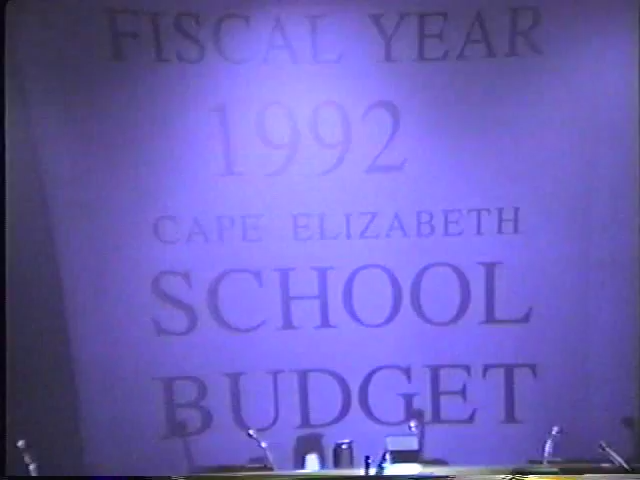 FISCAL YEAR
1992
CAPE ELIZABETH
SCHOOL
BUDGET